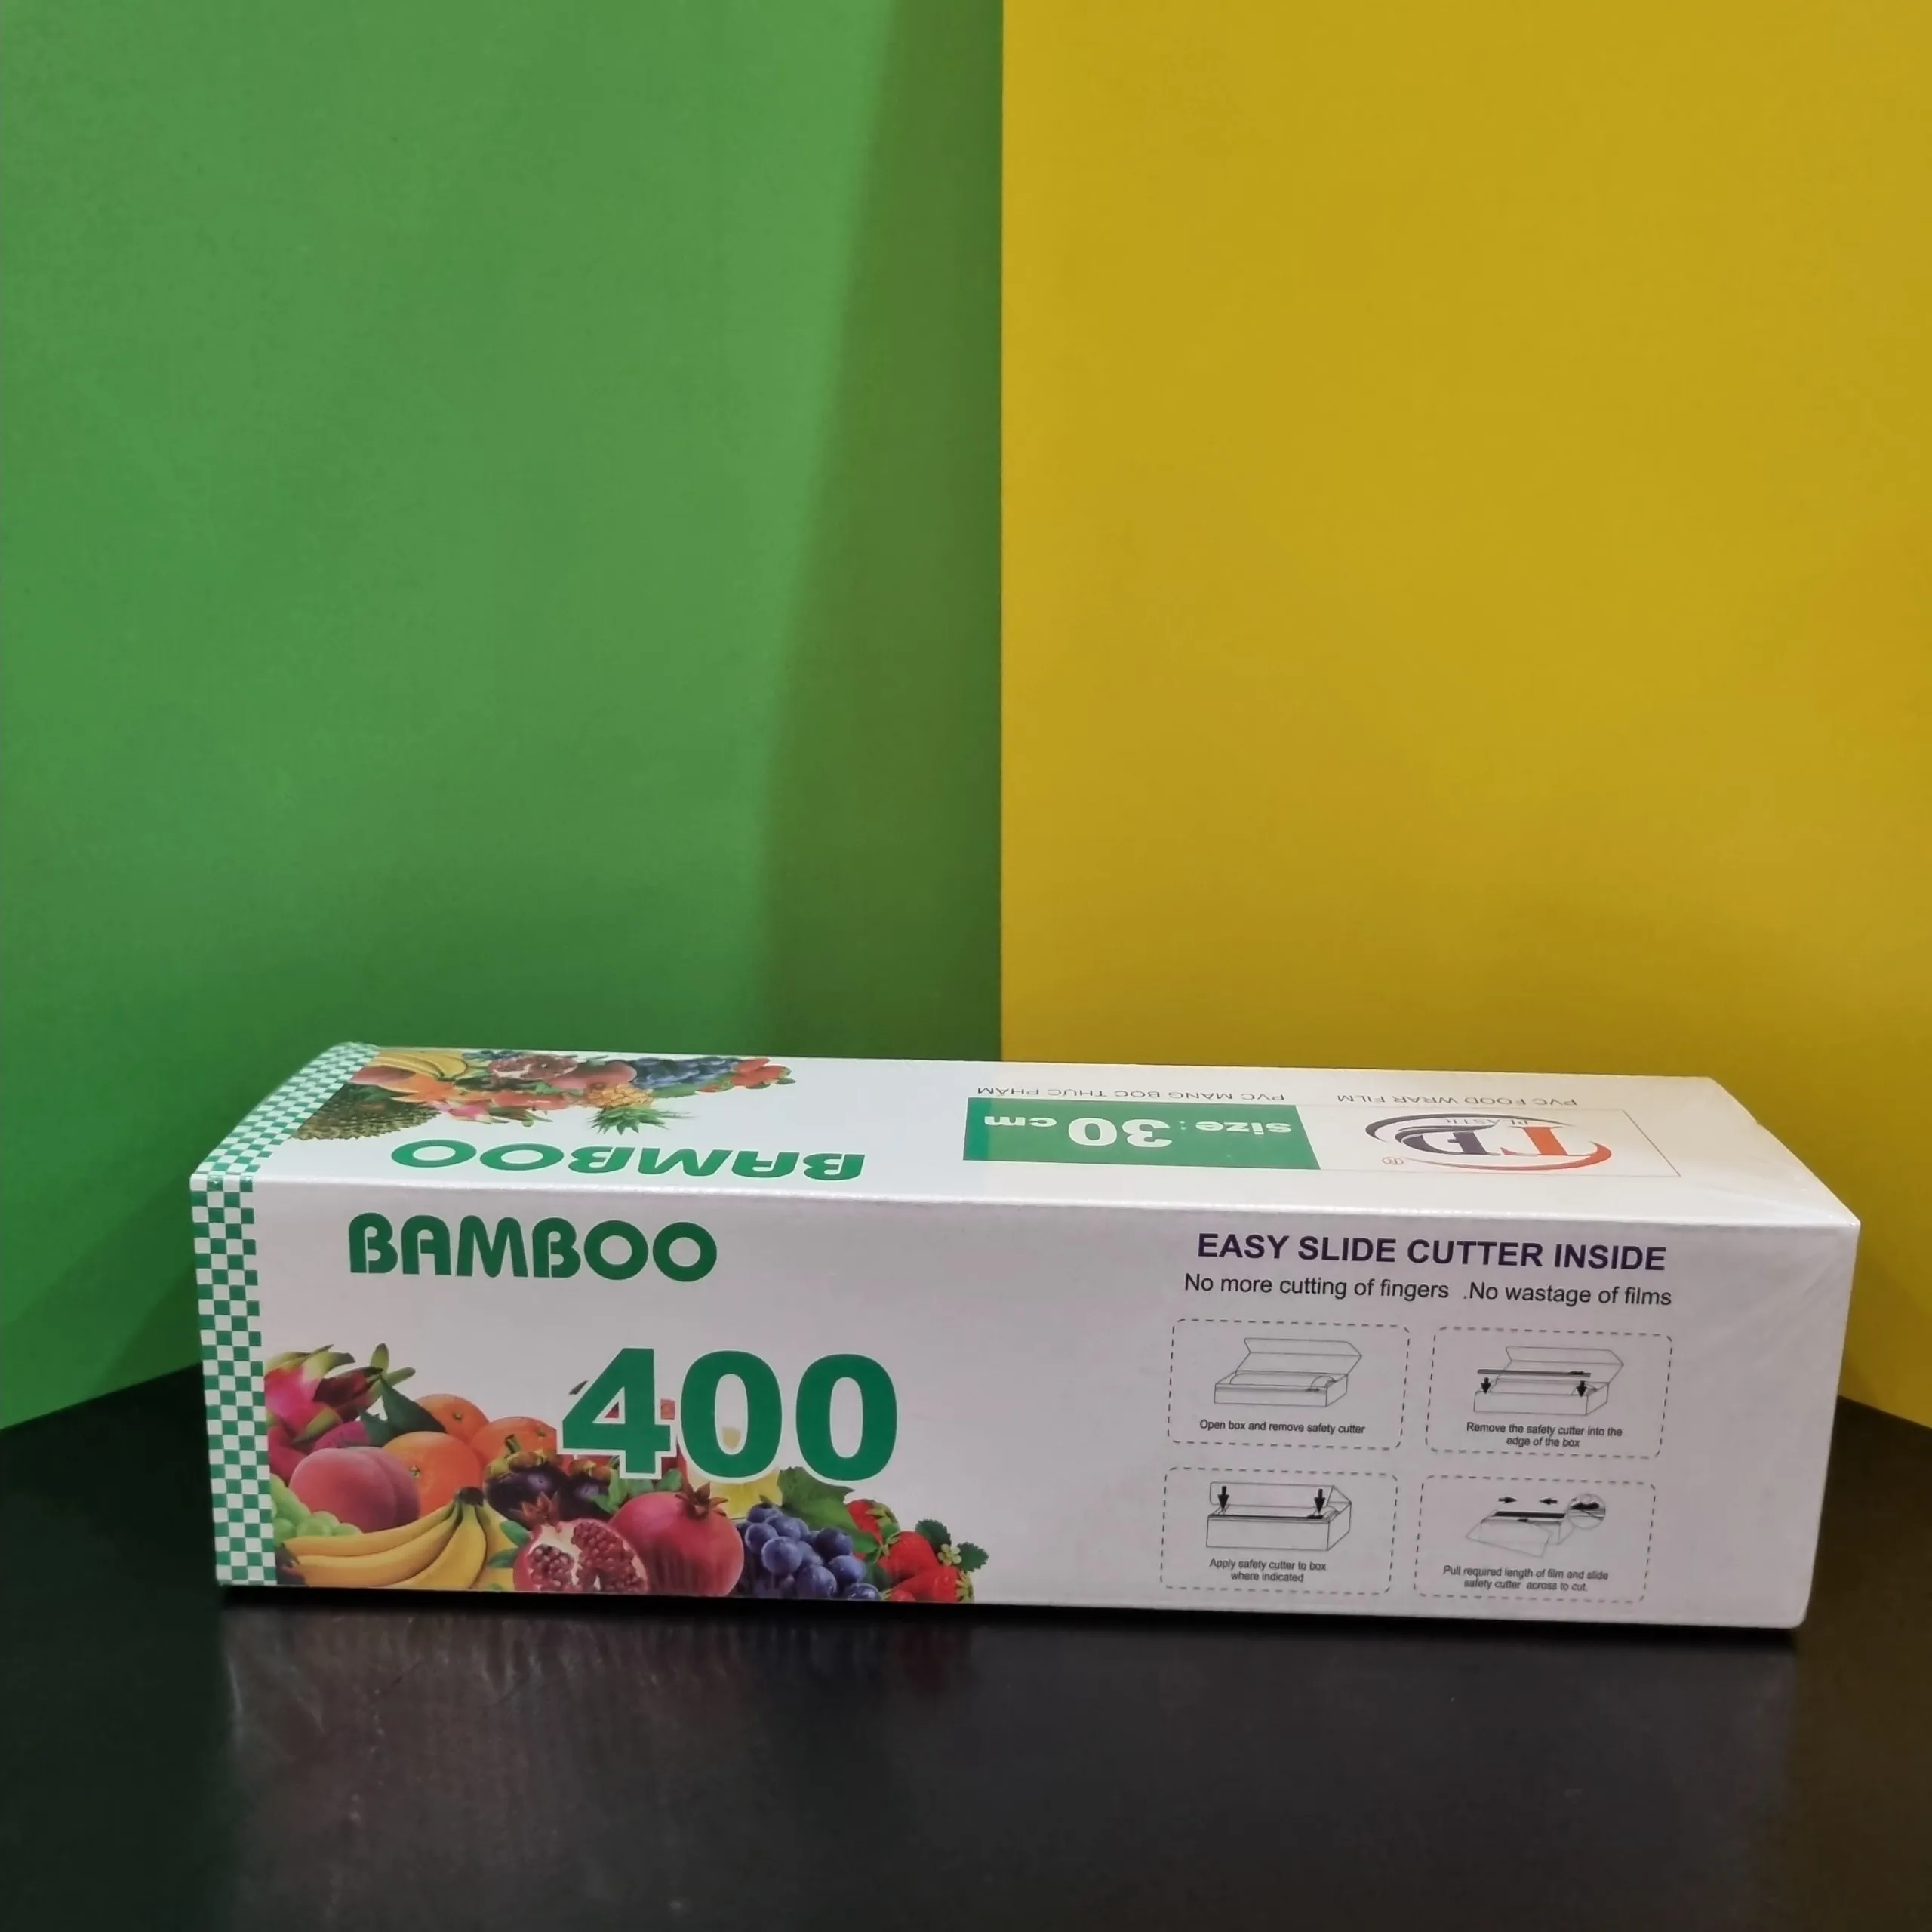 PVC FOOD WRAR FILM
PVC MÀNG BỌC THỰC PHẨM
TD
PLASTIC
®
size: 30 cm
BAMBOO
BAMBOO
400
EASY SLIDE CUTTER INSIDE
No more cutting of fingers .No wastage of films
Open box and remove safety cutter
Remove the safety cutter into the
edge of the box
Apply safety cutter to box
where indicated
Pull required length of film and slide
safety cutter across to cut.